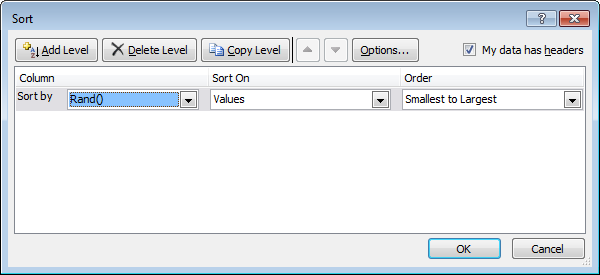 Sort
Add Level Delete Level Copy Level Options... My data has headers
Column Sort On Order
Sort by Rand() Values Smallest to Largest
OK Cancel